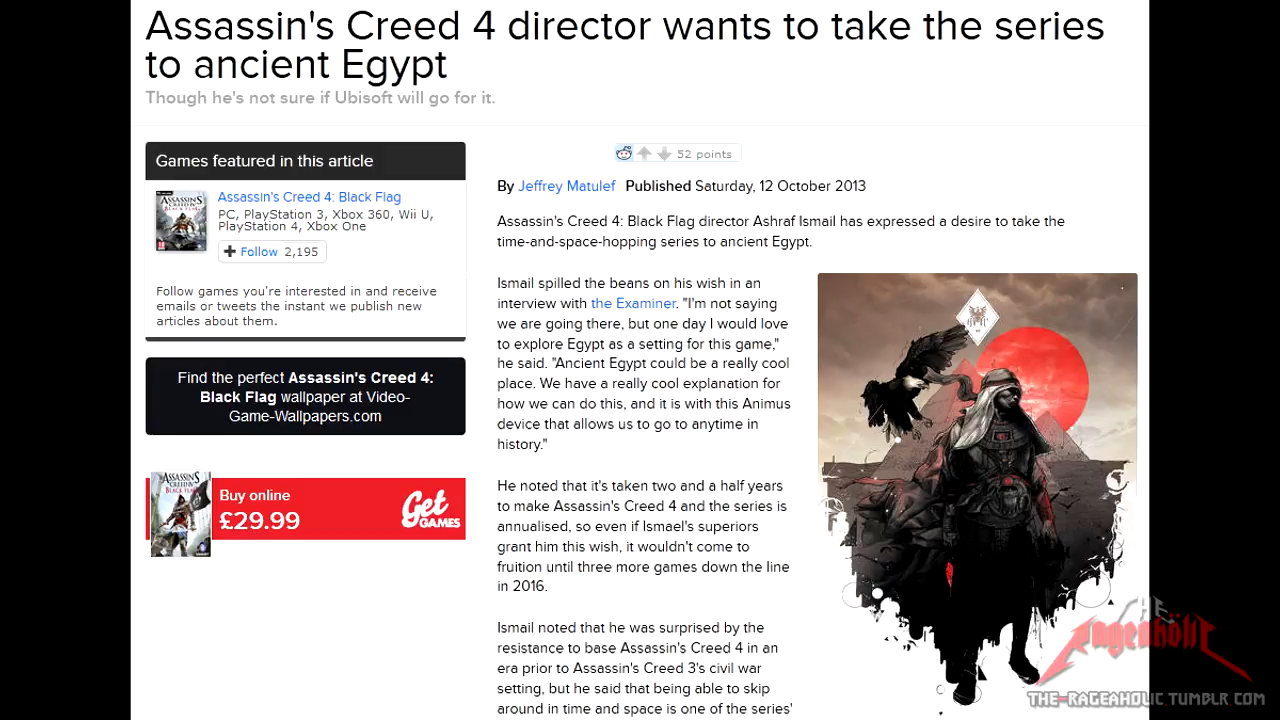 Assassin's Creed 4 director wants to take the series
to ancient Egypt
Though he's not sure if Ubisoft will go for it.
Games featured in this article
Assassin's Creed 4: Black Flag
PC, PlayStation 3, Xbox 360, Wii U,
PlayStation 4, Xbox One
Follow 2,195
Follow games you're interested in and receive
emails or tweets the instant we publish new
articles about them.
Find the perfect Assassin's Creed 4:
Black Flag wallpaper at Video-
Game-Wallpapers.com
ASSASSIN'S
Buy online
£29.99
Get
GAMES
52 points
By Jeffrey Matulef Published Saturday, 12 October 2013
Assassin's Creed 4: Black Flag director Ashraf Ismail has expressed a desire to take the
time-and-space-hopping series to ancient Egypt.
Ismail spilled the beans on his wish in an
interview with the Examiner. "I'm not saying
we are going there, but one day I would love
to explore Egypt as a setting for this game,"
he said. "Ancient Egypt could be a really cool
place. We have a really cool explanation for
how we can do this, and it is with this Animus
device that allows us to go to anytime in
history."
He noted that it's taken two and a half years
to make Assassin's Creed 4 and the series is
annualised, so even if Ismael's superiors
grant him this wish, it wouldn't come to
fruition until three more games down the line
in 2016.
Ismail noted that he was surprised by the
resistance to base Assassin's Creed 4 in an
era prior to Assassin's Creed 3's civil war
setting, but he said that being able to skip
around in time and space is one of the series'
THE
Rageahölic
THE-RAGEAHOLIC.TUMBLR.COM